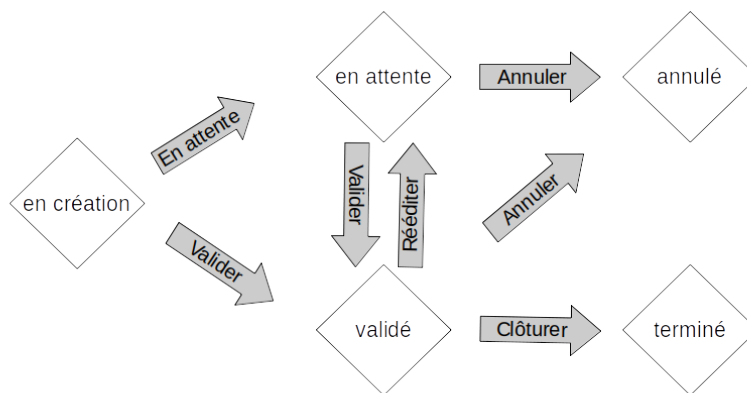 en attente
Annuler
annulé
En attente
Valider
Rééditer
Annuler
en création
Valider
validé
Clôturer
terminé